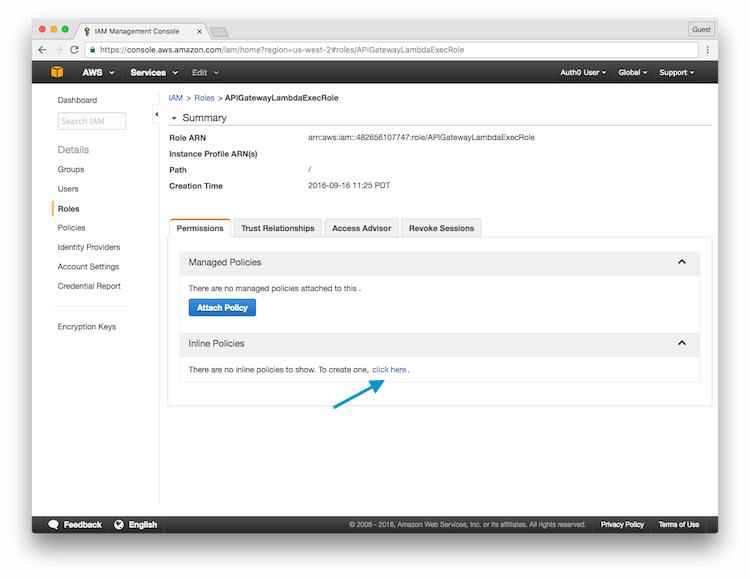 IAM Management Console
Guest
https://console.aws.amazon.com/iam/home?region=us-west-2#roles/APIGatewayLambdaExecRole
AWS Services Edit Auth0 User Global Support
Dashboard
Search IAM
Details
Groups
Users
Roles
Policies
Identity Providers
Account Settings
Credential Report
Encryption Keys
IAM > Roles > APIGatewayLambdaExecRole
Summary
Role ARN arn:aws:iam::482656107747:role/APIGatewayLambdaExecRole
Instance Profile ARN(s)
Path /
Creation Time 2016-09-16 11:25 PDT
Permissions Trust Relationships Access Advisor Revoke Sessions
Managed Policies
There are no managed policies attached to this .
Attach Policy
Inline Policies
There are no inline policies to show. To create one, click here.
Feedback English © 2008 - 2016, Amazon Web Services, Inc. or its affiliates. All rights reserved. Privacy Policy Terms of Use